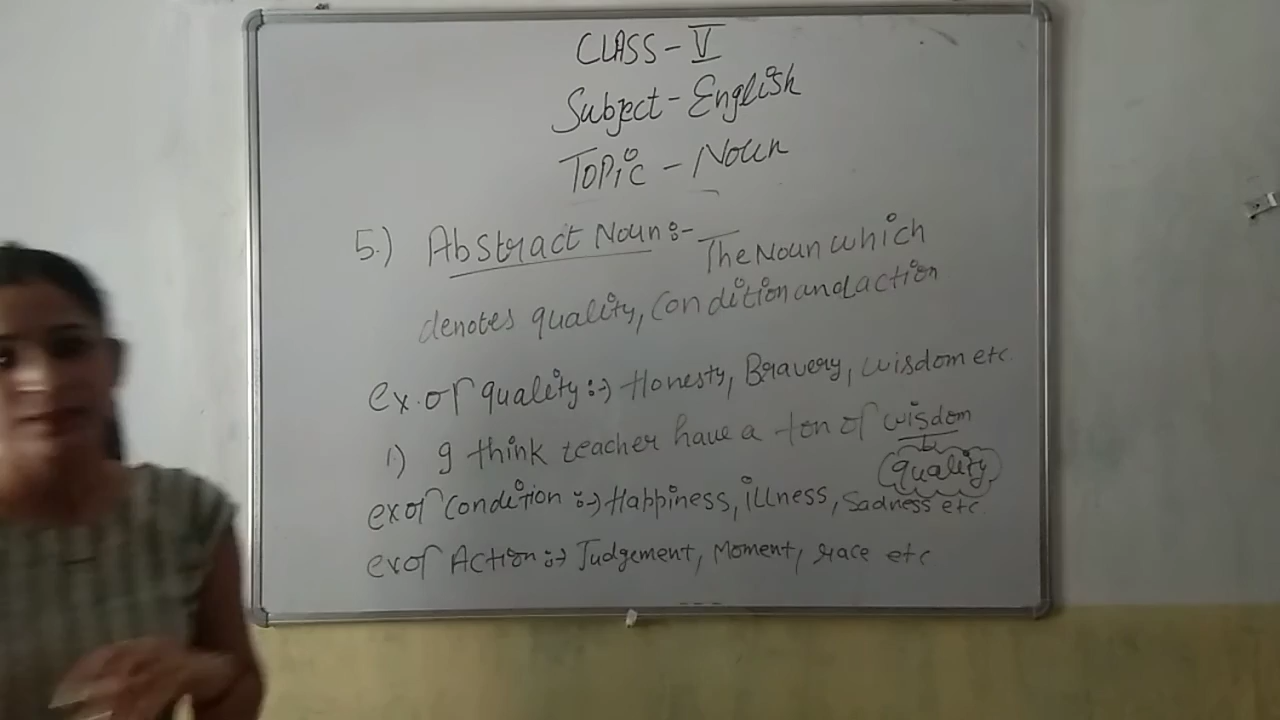 CLASS - V
Subject - English
Topic - Noun
5.) Abstract Noun :- The Noun which
denotes quality, Condition and action
ex. of quality :-> Honesty, Bravery, wisdom etc.
1) I think teacher have a ton of wisdom
quality
ex of Condition :-> Happiness, illness, Sadness etc.
ex of Action :-> Judgement, Moment, race etc